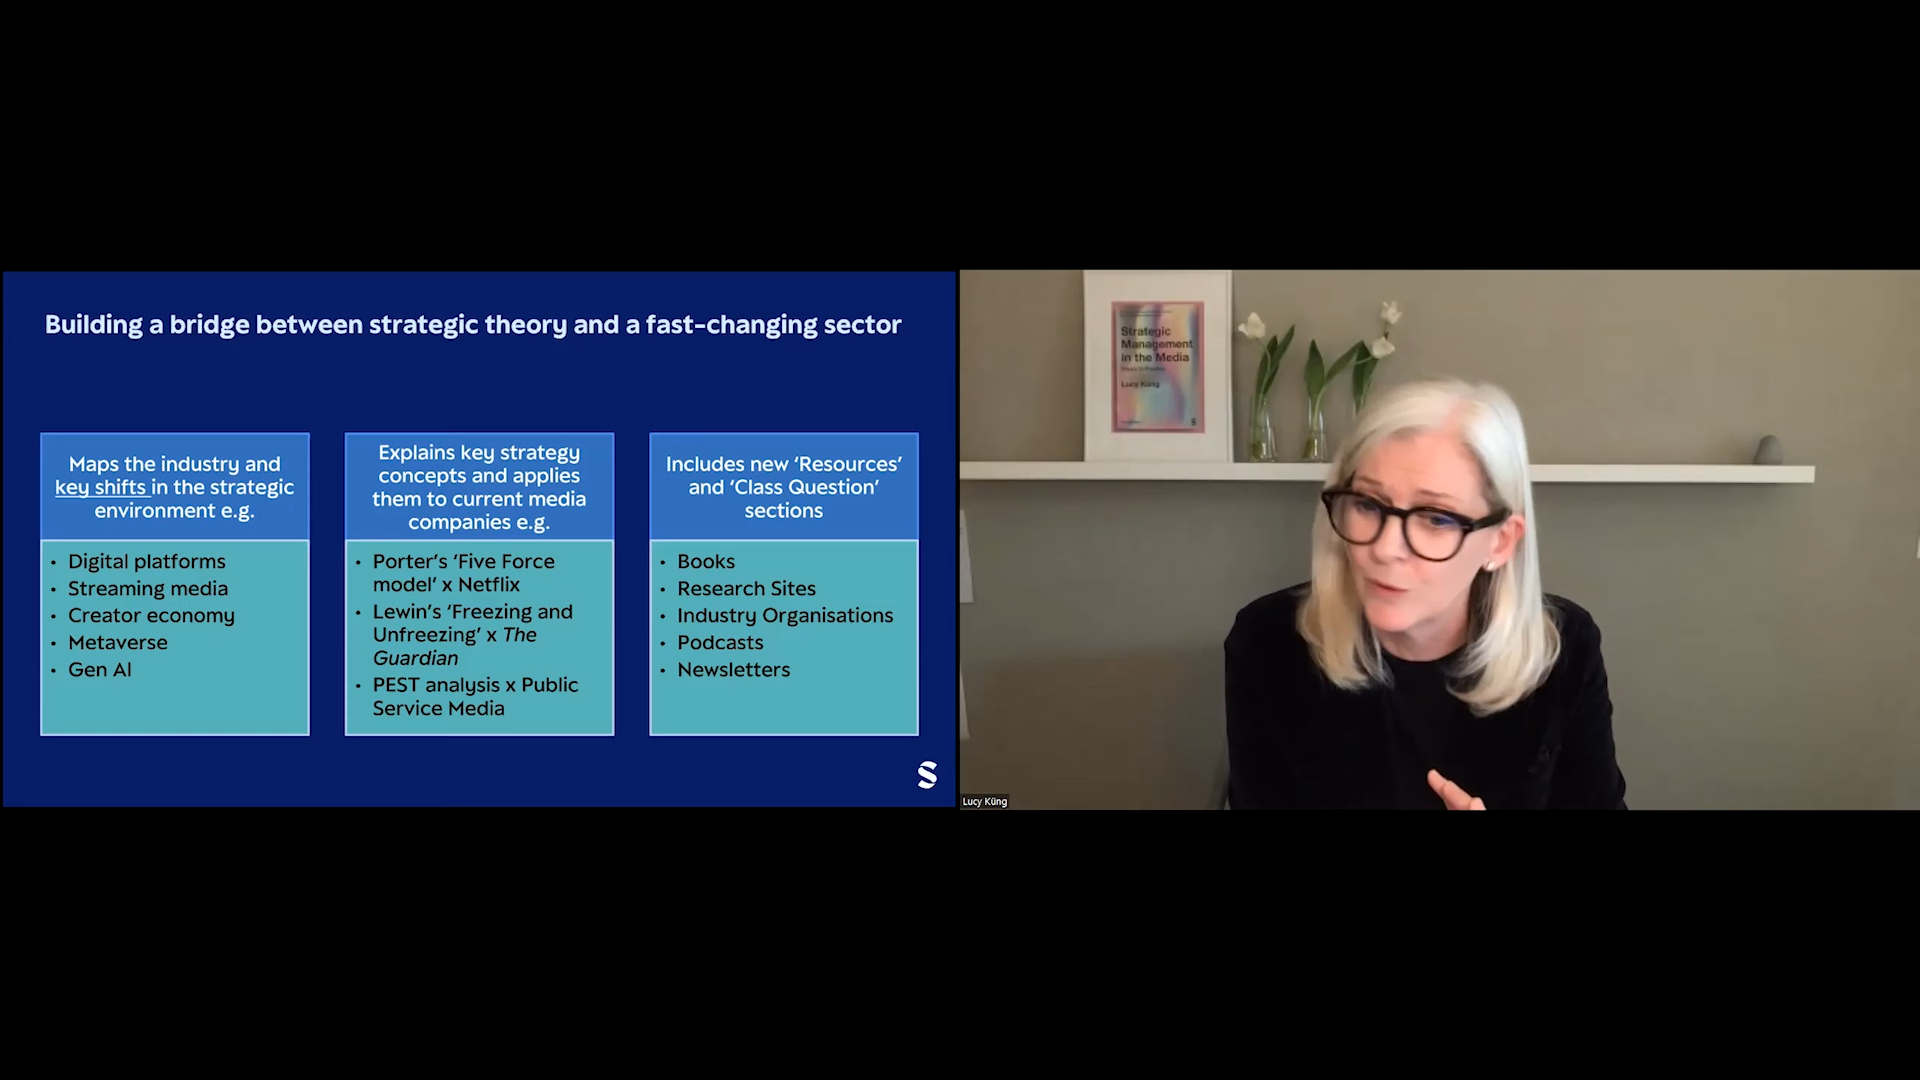 Building a bridge between strategic theory and a fast-changing sector
Maps the industry and
key shifts in the strategic
environment e.g.
• Digital platforms
• Streaming media
• Creator economy
• Metaverse
• Gen AI
Explains key strategy
concepts and applies
them to current media
companies e.g.
• Porter's ‘Five Force
model’ x Netflix
• Lewin's ‘Freezing and
Unfreezing’ x The
Guardian
• PEST analysis x Public
Service Media
Includes new ‘Resources’
and ‘Class Question’
sections
• Books
• Research Sites
• Industry Organisations
• Podcasts
• Newsletters
S
Strategic
Management
in the Media
Lucy Küng
Lucy Küng